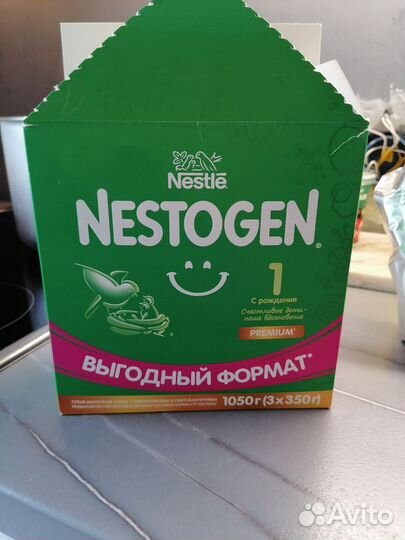 Nestlé
NESTOGEN®
1
С рождения
Счастливые дети –
наше вдохновение
PREMIUM*
ВЫГОДНЫЙ ФОРМАТ*
1050 г (3 х 350 г)
Avito